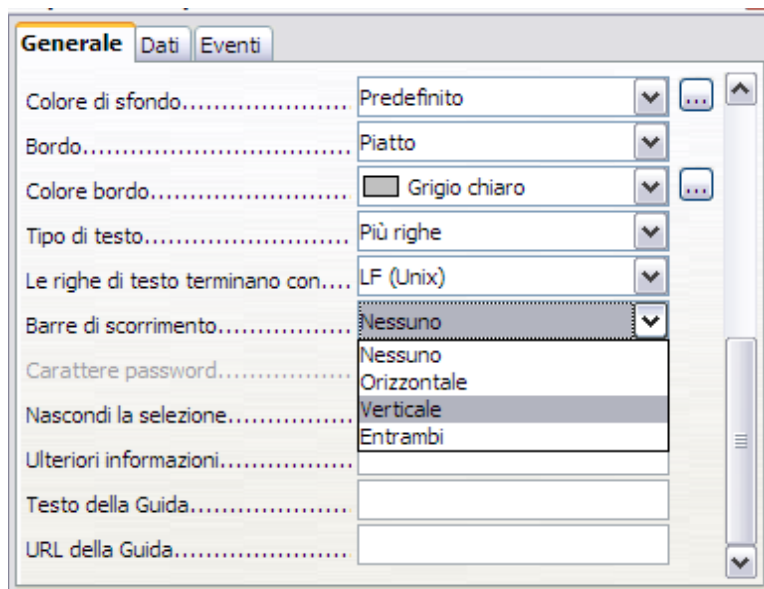 Generale Dati Eventi
Colore di sfondo..................... Predefinito ...
Bordo................................ Piatto
Colore bordo......................... Grigio chiaro ...
Tipo di testo........................ Più righe
Le righe di testo terminano con.... LF (Unix)
Barre di scorrimento................. Nessuno
Nessuno
Carattere password.................
Orizzontale
Nascondi la selezione............... Verticale
Entrambi
Ulteriori informazioni................
Testo della Guida.....................
URL della Guida......................